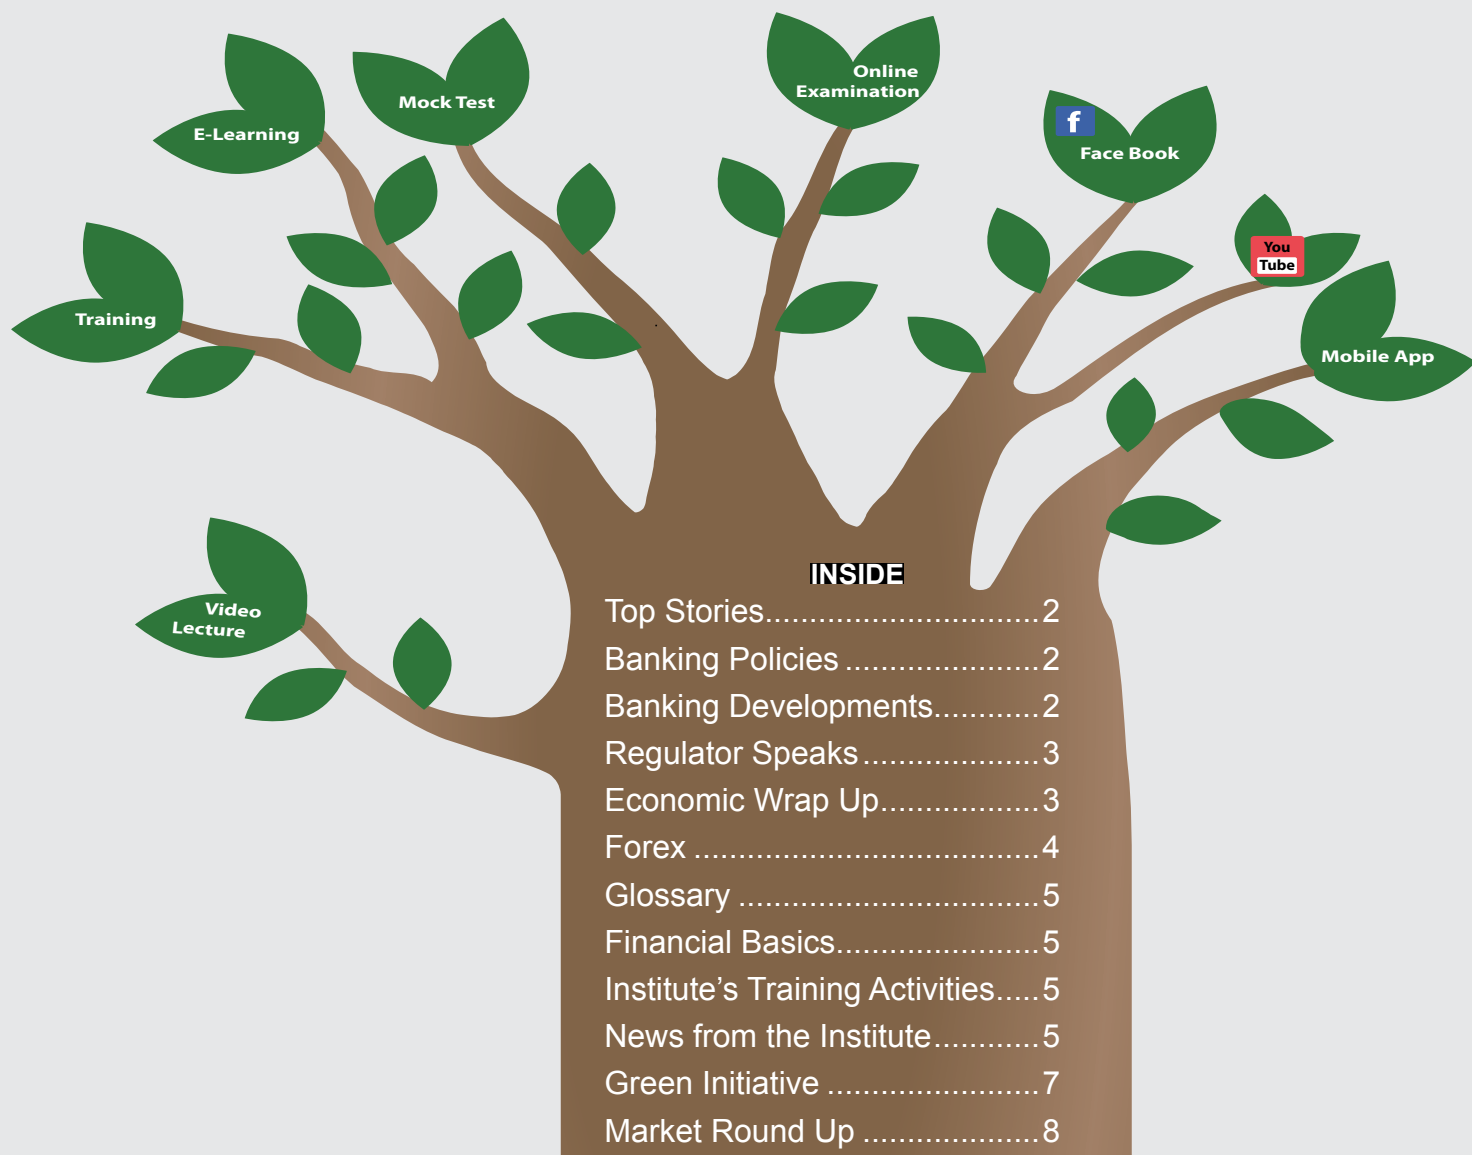 Online
Examination
Mock Test
E-Learning
f
Face Book
You
Tube
Training
Mobile App
Video
Lecture
INSIDE
Top Stories...............................2
Banking Policies ......................2
Banking Developments............2
Regulator Speaks ....................3
Economic Wrap Up..................3
Forex .......................................4
Glossary ..................................5
Financial Basics.......................5
Institute’s Training Activities.....5
News from the Institute............5
Green Initiative ........................7
Market Round Up ....................8